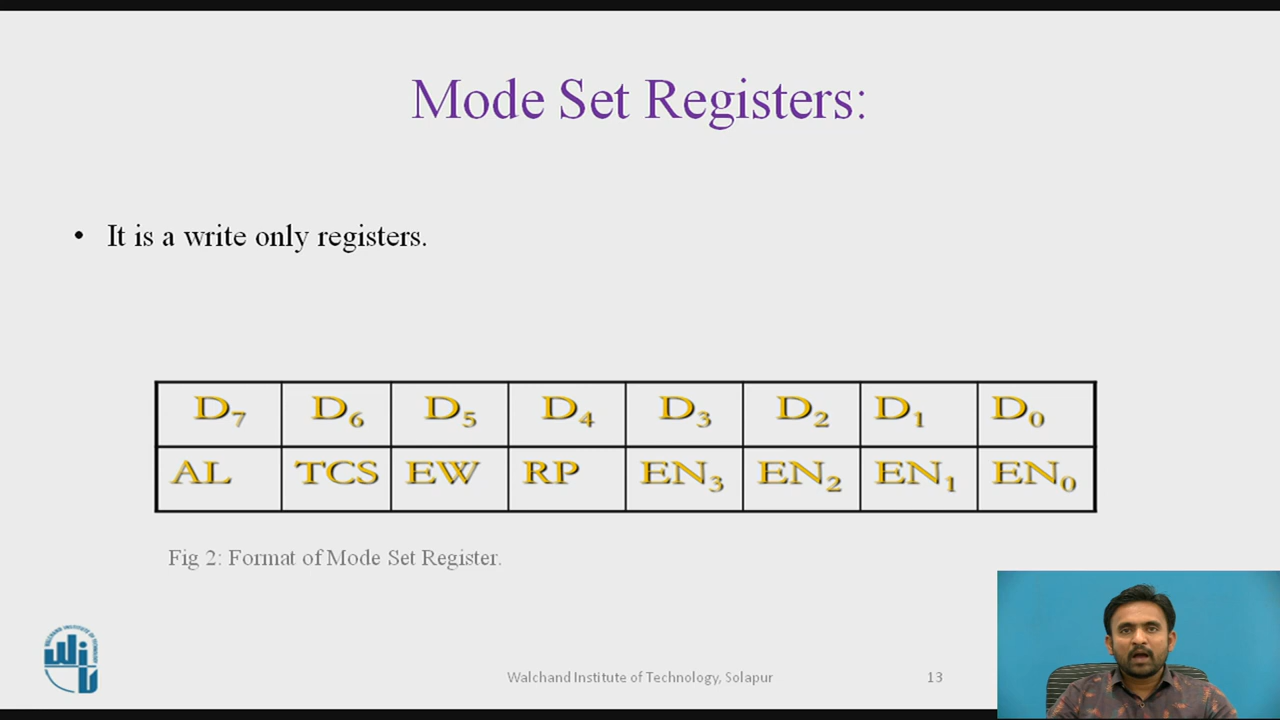 Mode Set Registers:
• It is a write only registers.
D7 D6 D5 D4 D3 D2 D1 D0
AL TCS EW RP EN3 EN2 EN1 EN0
Fig 2: Format of Mode Set Register.
Walchand Institute of Technology, Solapur
13